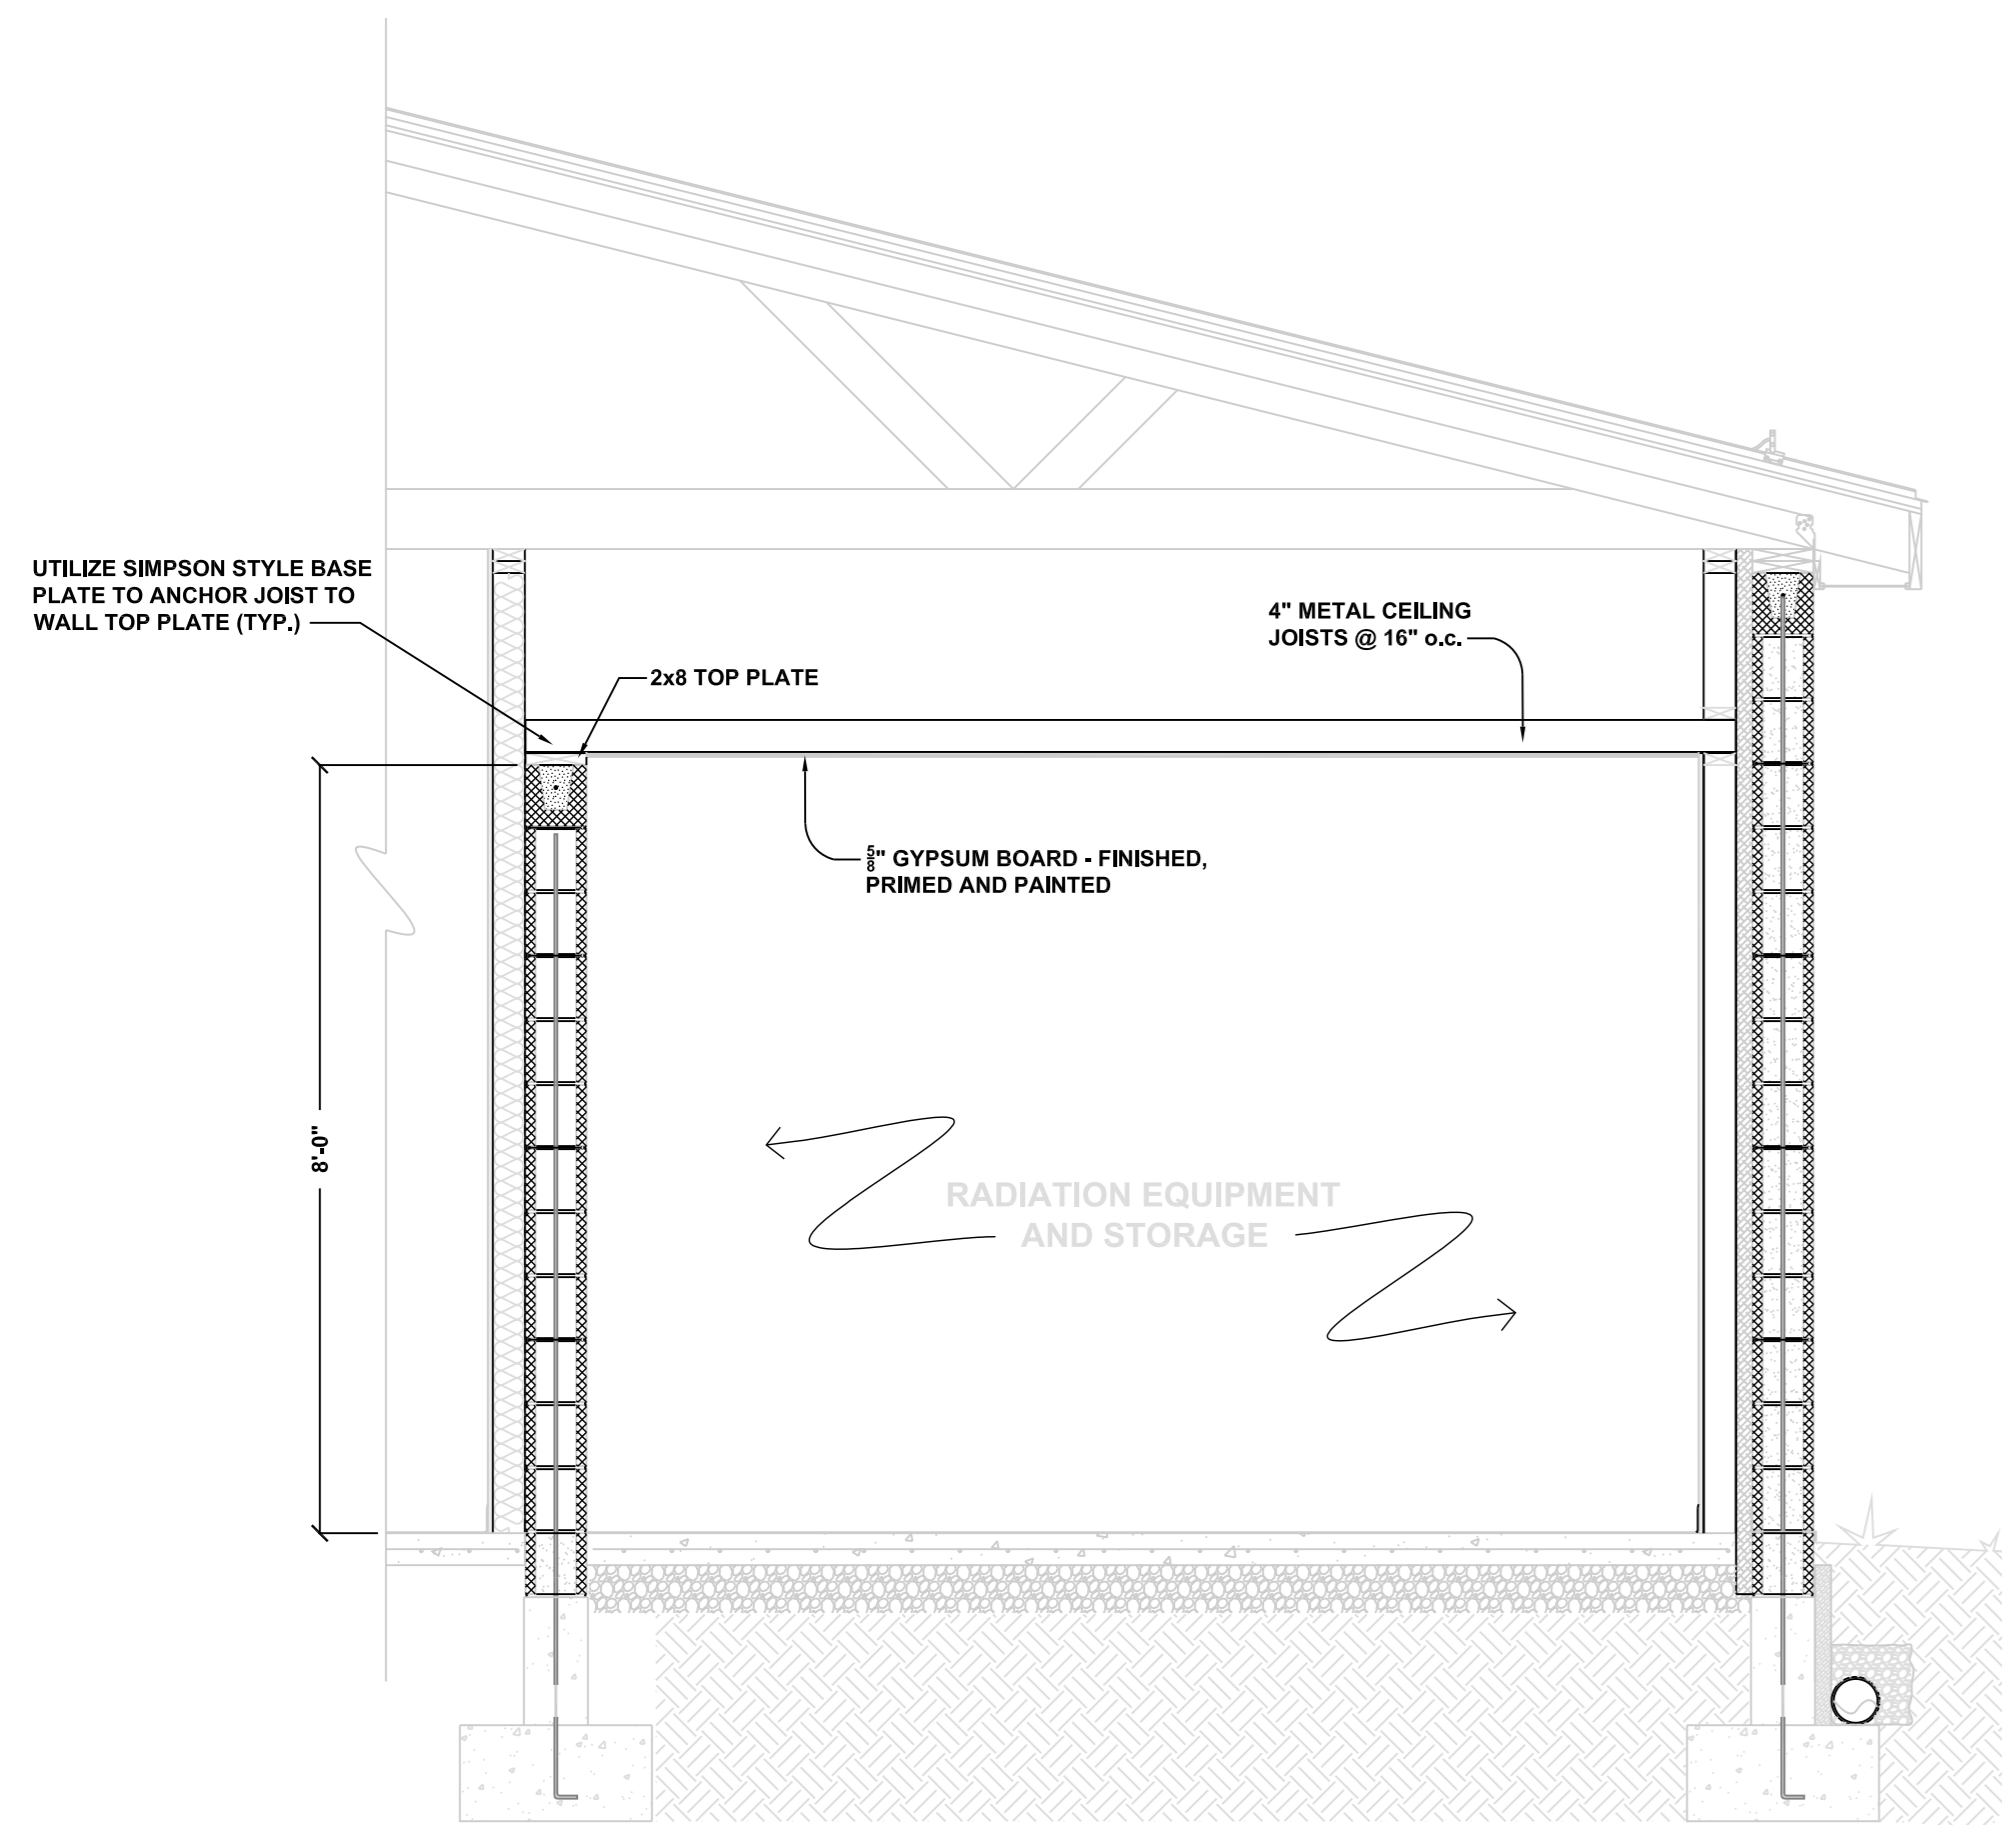 UTILIZE SIMPSON STYLE BASE
PLATE TO ANCHOR JOIST TO
WALL TOP PLATE (TYP.)
4" METAL CEILING
JOISTS @ 16" o.c.
2x8 TOP PLATE
5/8" GYPSUM BOARD - FINISHED,
PRIMED AND PAINTED
8'-0"
RADIATION EQUIPMENT
AND STORAGE